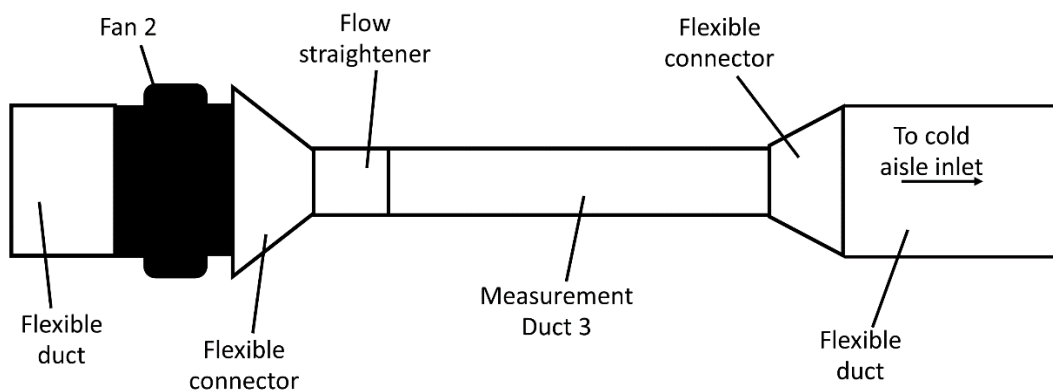 Fan 2
Flow
straightener
Flexible
connector
To cold
aisle inlet
Measurement
Duct 3
Flexible
duct
Flexible
connector
Flexible
duct